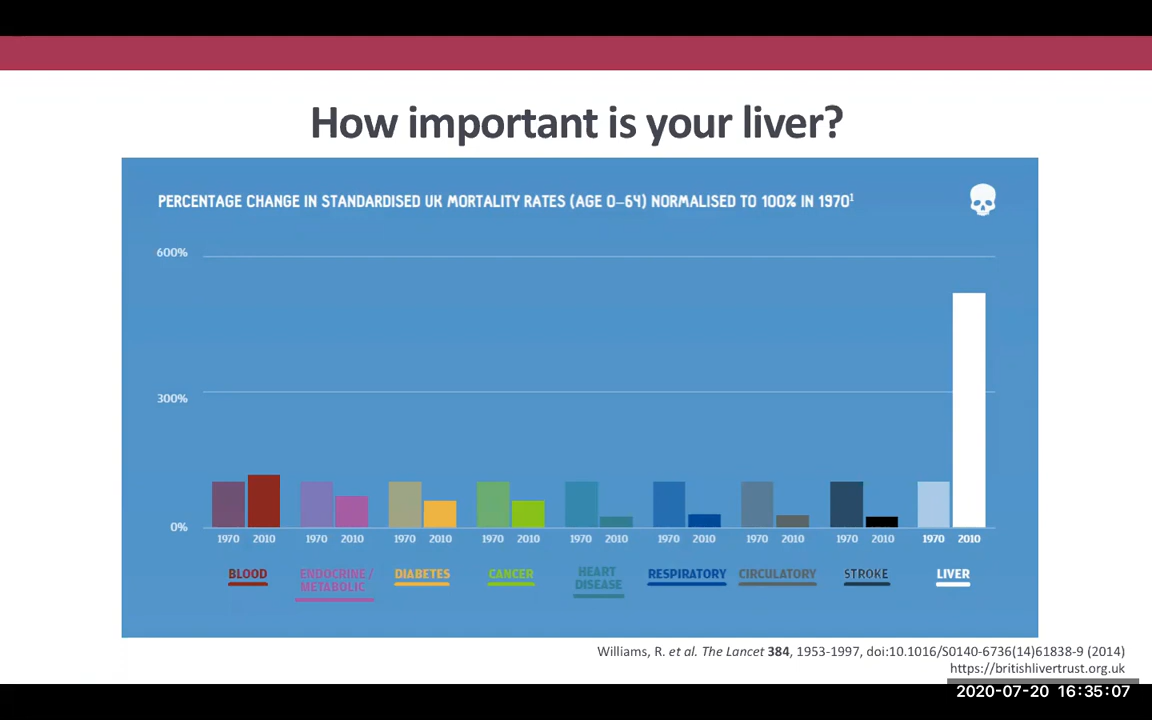 How important is your liver?
PERCENTAGE CHANGE IN STANDARDISED UK MORTALITY RATES (AGE 0–64) NORMALISED TO 100% IN 1970¹
600%
300%
0%
1970 2010 1970 2010 1970 2010 1970 2010 1970 2010 1970 2010 1970 2010 1970 2010 1970 2010
BLOOD ENDOCRINE/ DIABETES CANCER HEART RESPIRATORY CIRCULATORY STROKE LIVER
METABOLIC DISEASE
Williams, R. et al. The Lancet 384, 1953-1997, doi:10.1016/S0140-6736(14)61838-9 (2014)
https://britishlivertrust.org.uk
2020-07-20 16:35:07